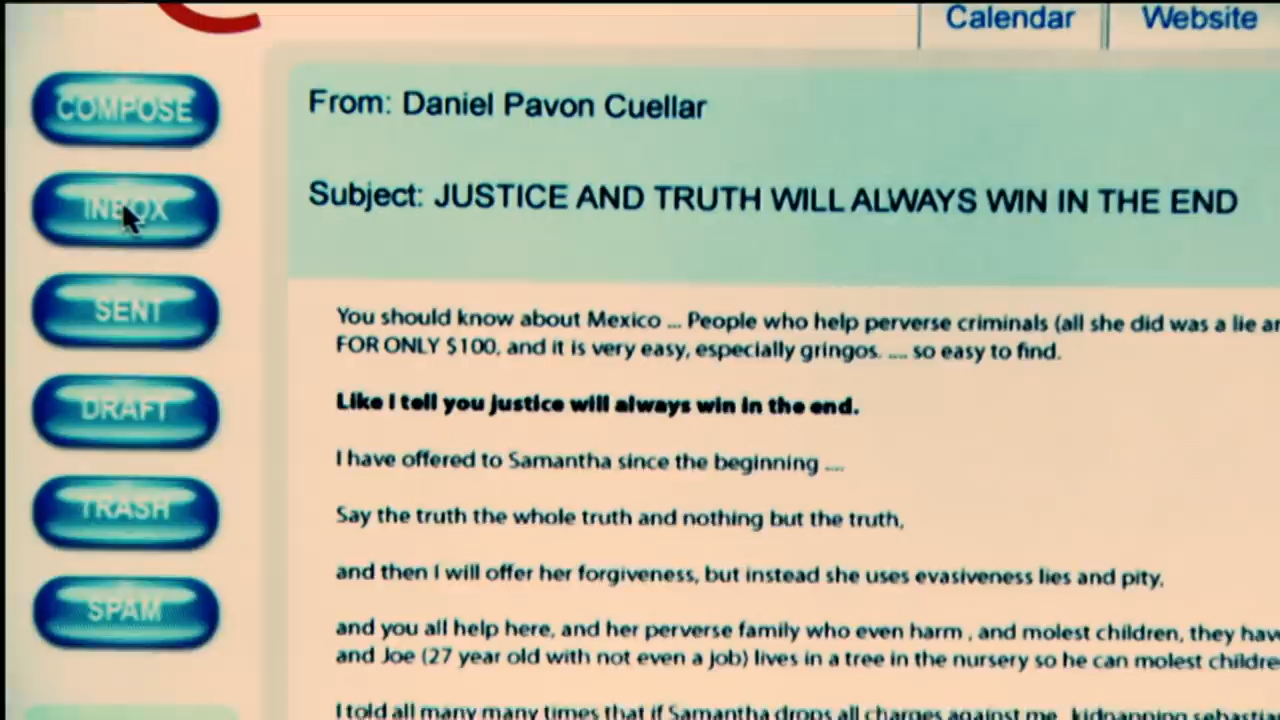 Calendar
Website
COMPOSE
INBOX
SENT
DRAFT
TRASH
SPAM
From: Daniel Pavon Cuellar
Subject: JUSTICE AND TRUTH WILL ALWAYS WIN IN THE END
You should know about Mexico ... People who help perverse criminals (all she did was a lie
FOR ONLY $100, and it is very easy, especially gringos. .... so easy to find.
Like I tell you justice will always win in the end.
I have offered to Samantha since the beginning ....
Say the truth the whole truth and nothing but the truth,
and then I will offer her forgiveness, but instead she uses evasiveness lies and pity.
and you all help here, and her perverse family who even harm , and molest children, they
and Joe (27 year old with not even a job) lives in a tree in the nursery so he can molest
I told all many many times that if Samantha drops all charges against me, kidnapping